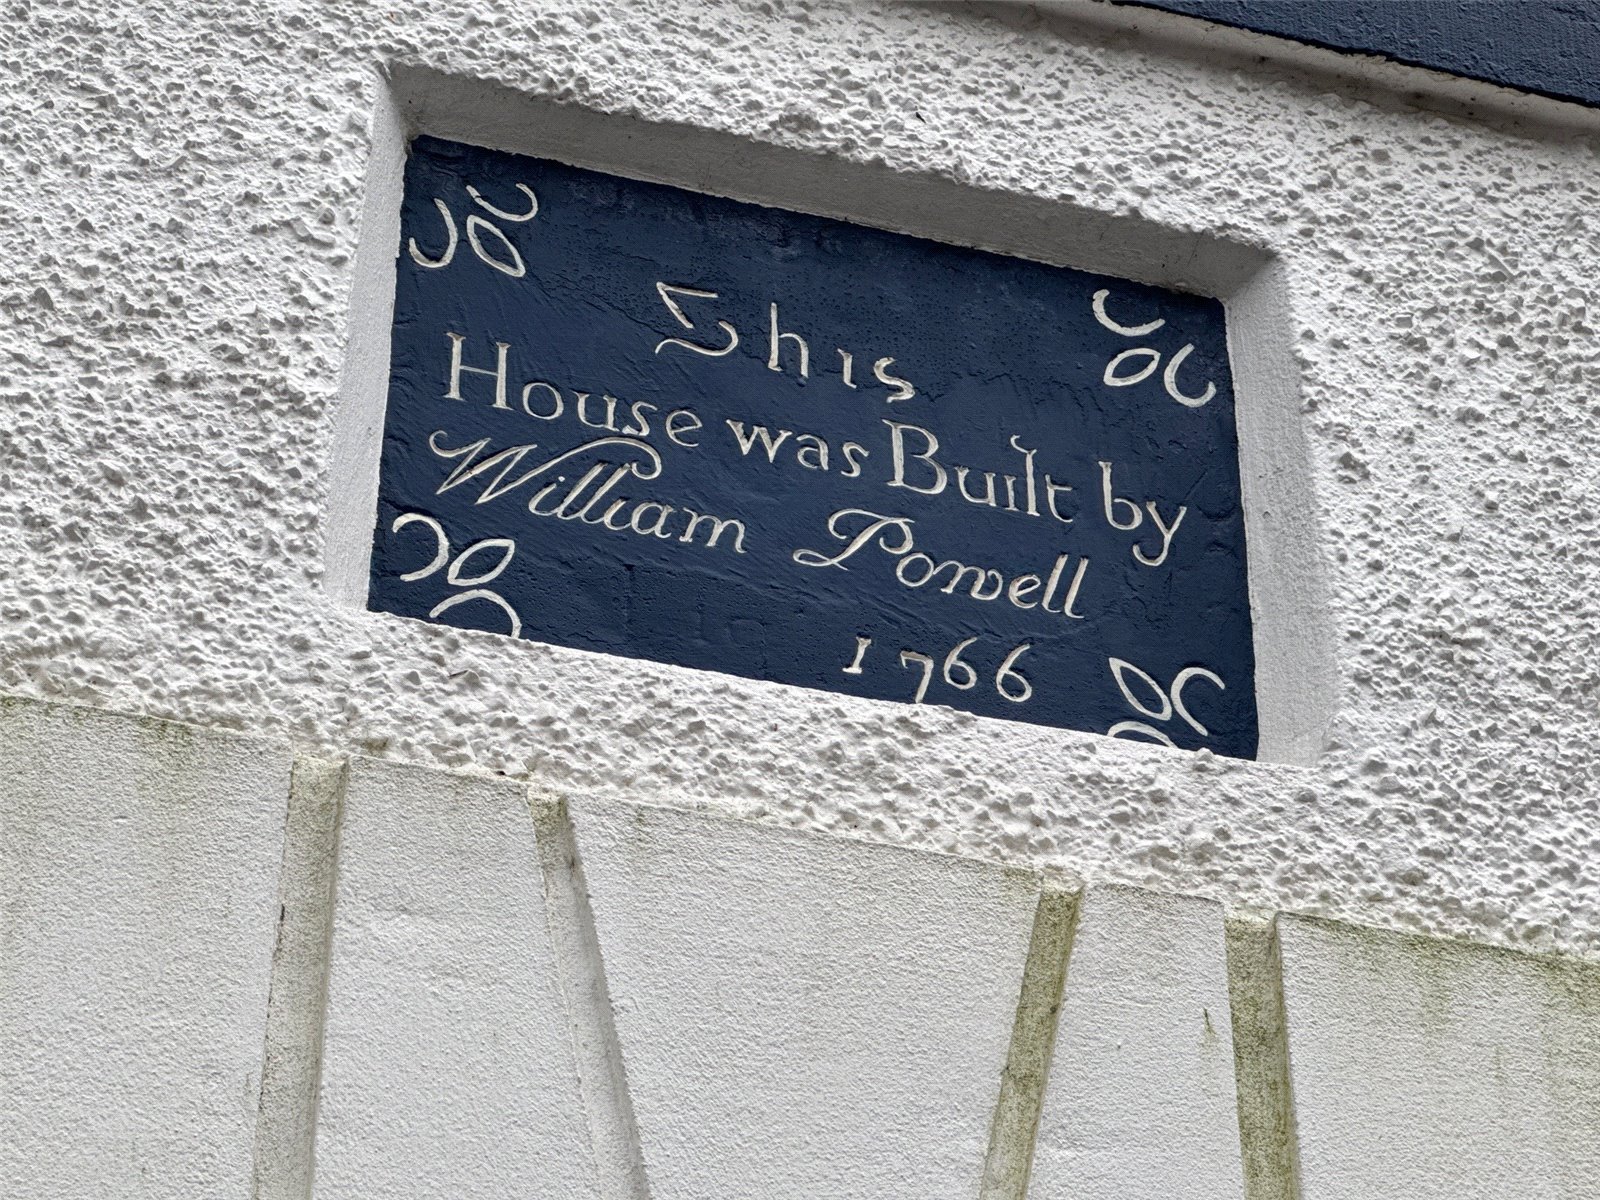 This
House was Built by
William Powell
1766